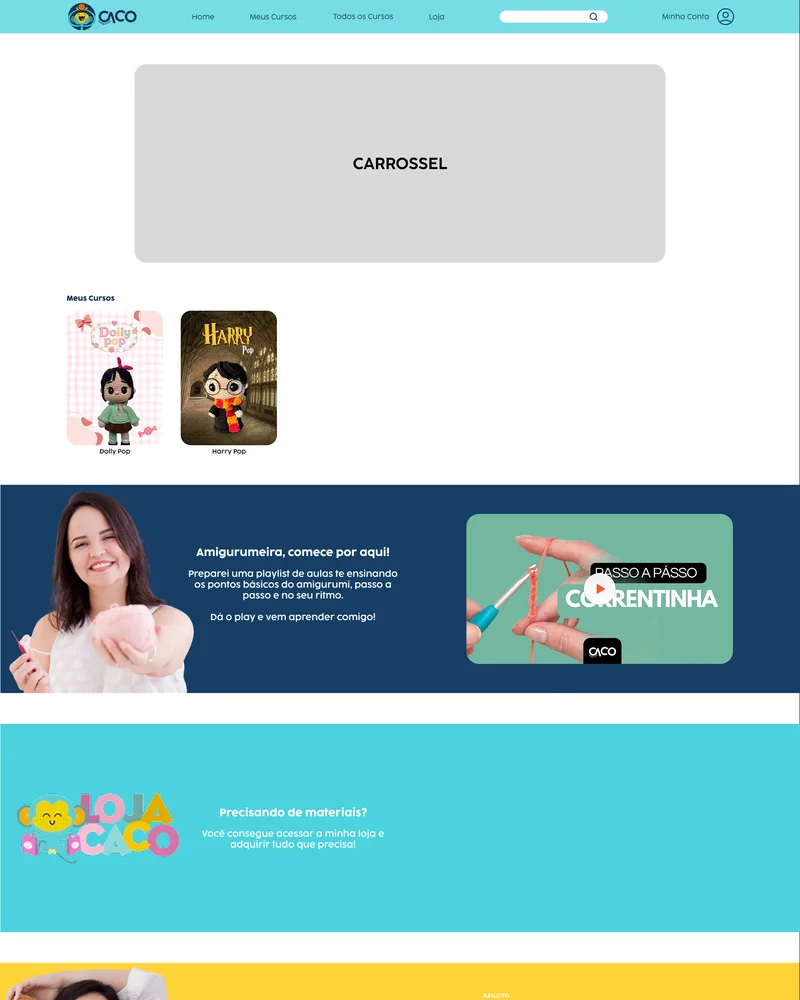 CACO
Home
Meus Cursos
Todos os Cursos
Loja
Minha Conta
CARROSSEL
Meus Cursos
Dolly
pop
HARRY
Pop
Dolly Pop
Harry Pop
Amigurumeira, comece por aqui!
Preparei uma playlist de aulas te ensinando
os pontos básicos do amigurumi, passo a
passo e no seu ritmo.
Dá o play e vem aprender comigo!
PASSO A PÁSSO
CORRENTINHA
CACO
LOJA
CACO
Precisando de materiais?
Você consegue acessar a minha loja e
adquirir tudo que precisa!
Assunto